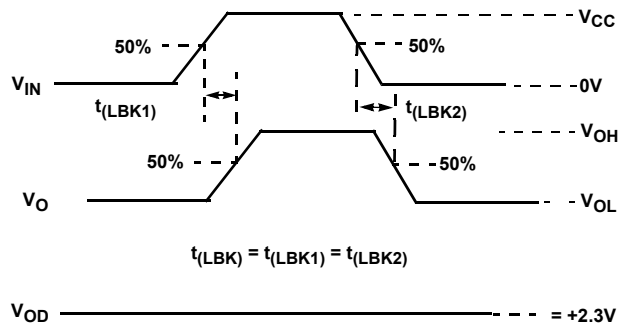 V_CC
50%
50%
V_IN
0V
t_(LBK1)
t_(LBK2)
V_OH
50%
50%
V_O
V_OL
t_(LBK) = t_(LBK1) = t_(LBK2)
V_OD
= +2.3V